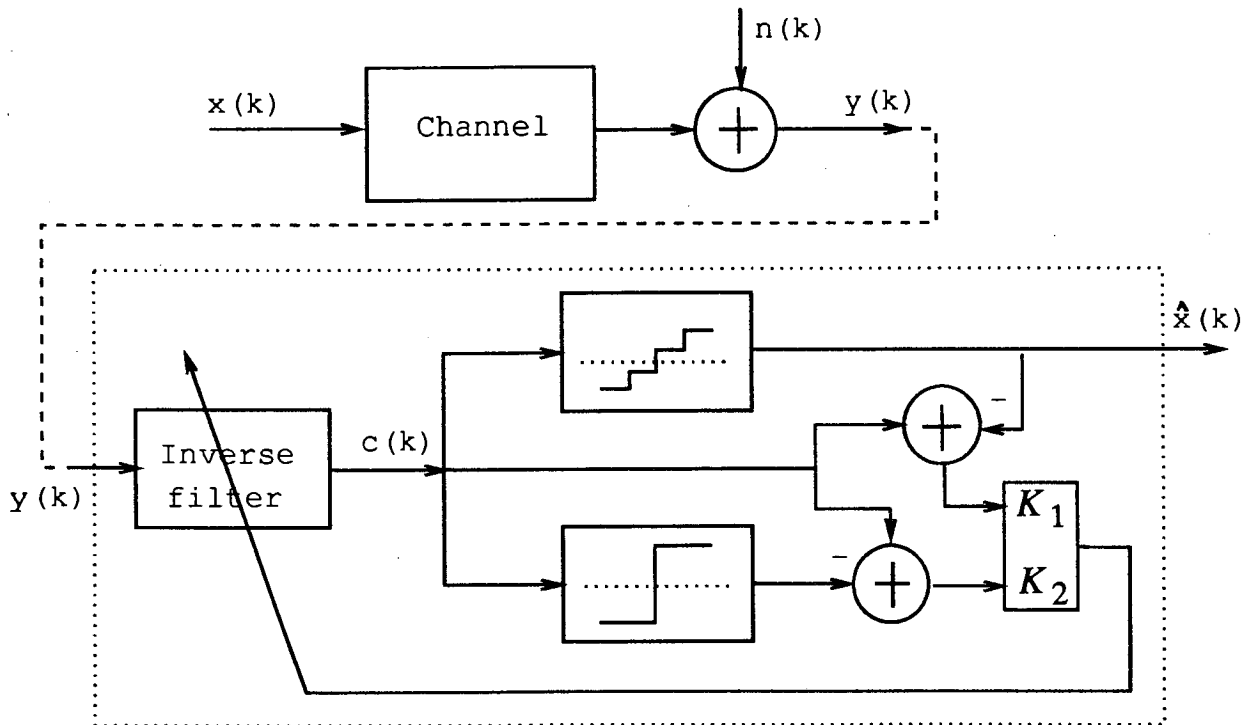 n(k)
x(k)
Channel
+
y(k)
x̂(k)
-
+
c(k)
Inverse
filter
y(k)
K1
-
+
K2